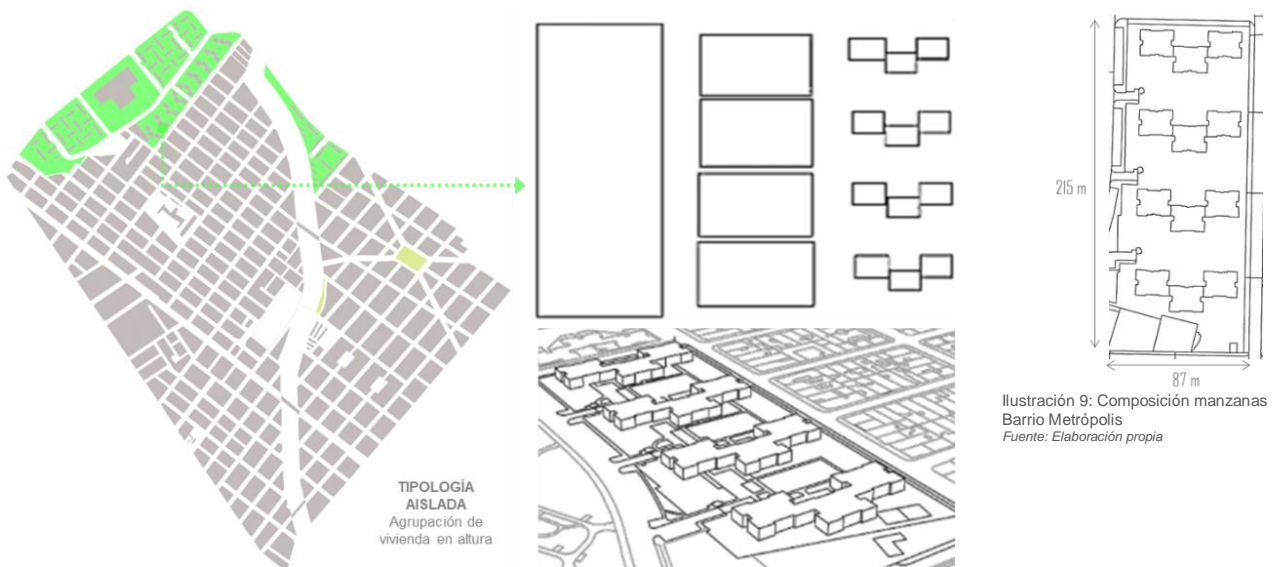 TIPOLOGÍA
AISLADA
Agrupación de
vivienda en altura
215 m
87 m
Ilustración 9: Composición manzanas
Barrio Metrópolis
Fuente: Elaboración propia